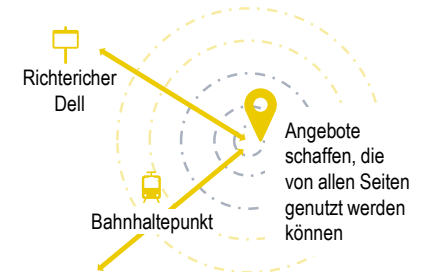 Richtericher
Dell
Bahnhaltepunkt
Angebote
schaffen, die
von allen Seiten
genutzt werden
können